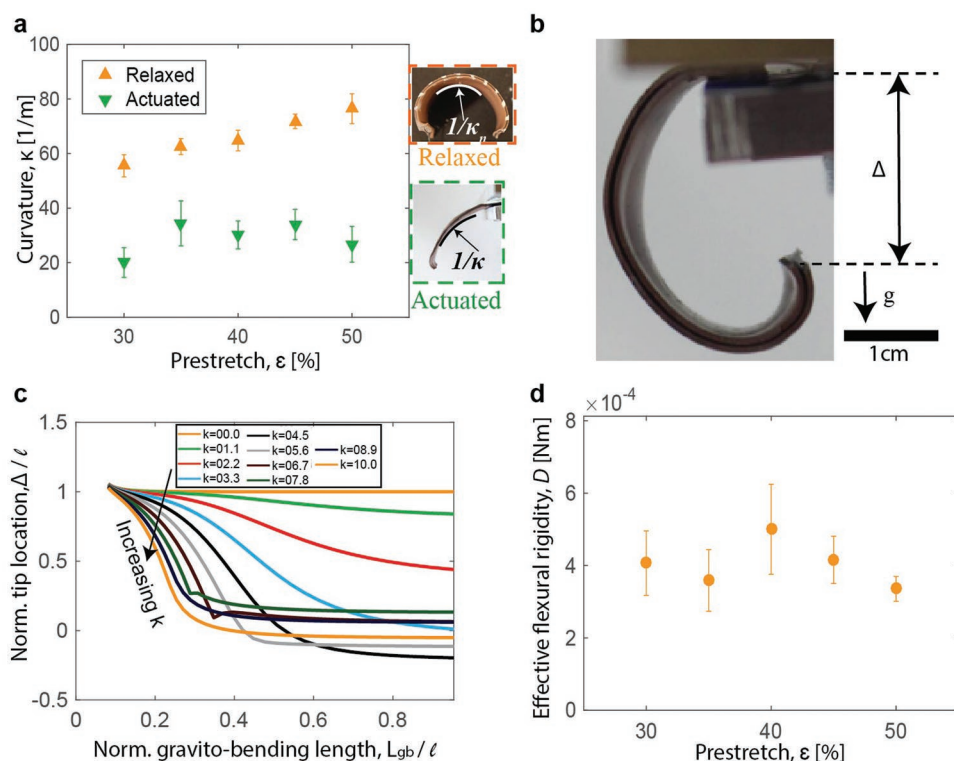 a
100
80
60
40
20
0
Curvature, κ [1/m]
Relaxed
Actuated
30
40
50
Prestretch, ε [%]
1/κn
Relaxed
1/κ
Actuated
b
Δ
g
1cm
c
1.5
1
0.5
0
-0.5
Norm. tip location,Δ/ℓ
k=00.0
k=01.1
k=02.2
k=03.3
k=04.5
k=05.6
k=06.7
k=07.8
k=08.9
k=10.0
Increasing k
0
0.2
0.4
0.6
0.8
Norm. gravito-bending length, Lgb/ℓ
d
×10-4
8
6
4
2
0
Effective flexural rigidity, D [Nm]
30
40
50
Prestretch, ε [%]